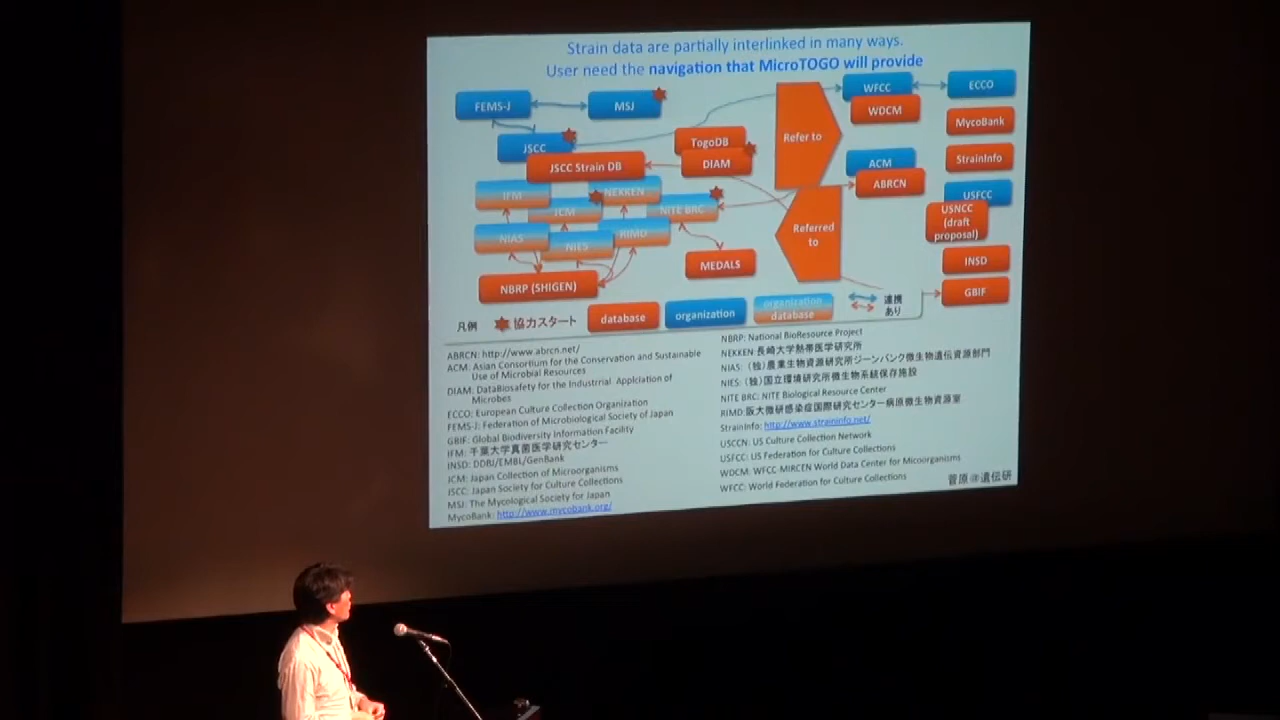 Strain data are partially interlinked in many ways.
User need the navigation that MicroTOGO will provide
FEMS-J
MSJ
WFCC
ECCO
WDCM
MycoBank
JSCC
TogoDB
Refer to
JSCC Strain DB
DIAM
ACM
StrainInfo
ABRCN
IFM
NEKKEN
USFCC
JCM
NITE BRC
USNCC
(draft
proposal)
NIAS
NIES
RIMD
Referred
to
MEDALS
INSD
NBRP (SHIGEN)
GBIF
凡例
協力スタート
database
organization
organization
database
連携
あり
ABRCN: http://www.abrcn.net/
ACM: Asian Consortium for the Conservation and Sustainable
Use of Microbial Resources
DIAM: DataBiosafety for the Industrial Applciation of
Microbes
ECCO: European Culture Collection Organization
FEMS-J: Federation of Microbiological Society of Japan
GBIF: Global Biodiversity Information Facility
IFM: 千葉大学真菌医学研究センター
INSD: DDBJ/EMBL/GenBank
JCM: Japan Collection of Microorganisms
JSCC: Japan Society for Culture Collections
MSJ: The Mycological Society for Japan
MycoBank: http://www.mycobank.org/
NBRP: National BioResource Project
NEKKEN 長崎大学熱帯医学研究所
NIAS: (独)農業生物資源研究所ジーンバンク微生物遺伝資源部門
NIES: (独)国立環境研究所微生物系統保存施設
NITE BRC: NITE Biological Resource Center
RIMD 阪大微研感染症国際研究センター病原微生物資源室
StrainInfo: http://www.straininfo.net/
USCCN: US Culture Collection Network
USFCC: US Federation for Culture Collections
WDCM: WFCC-MIRCEN World Data Center for Micoorganisms
WFCC: World Federation for Culture Collections
菅原@遺伝研